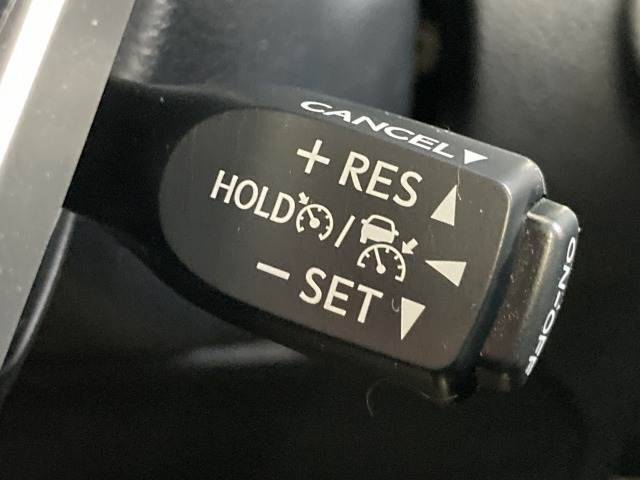 CANCEL▼
+ RES ▲
HOLD / ◀
− SET ▼
ON-OFF